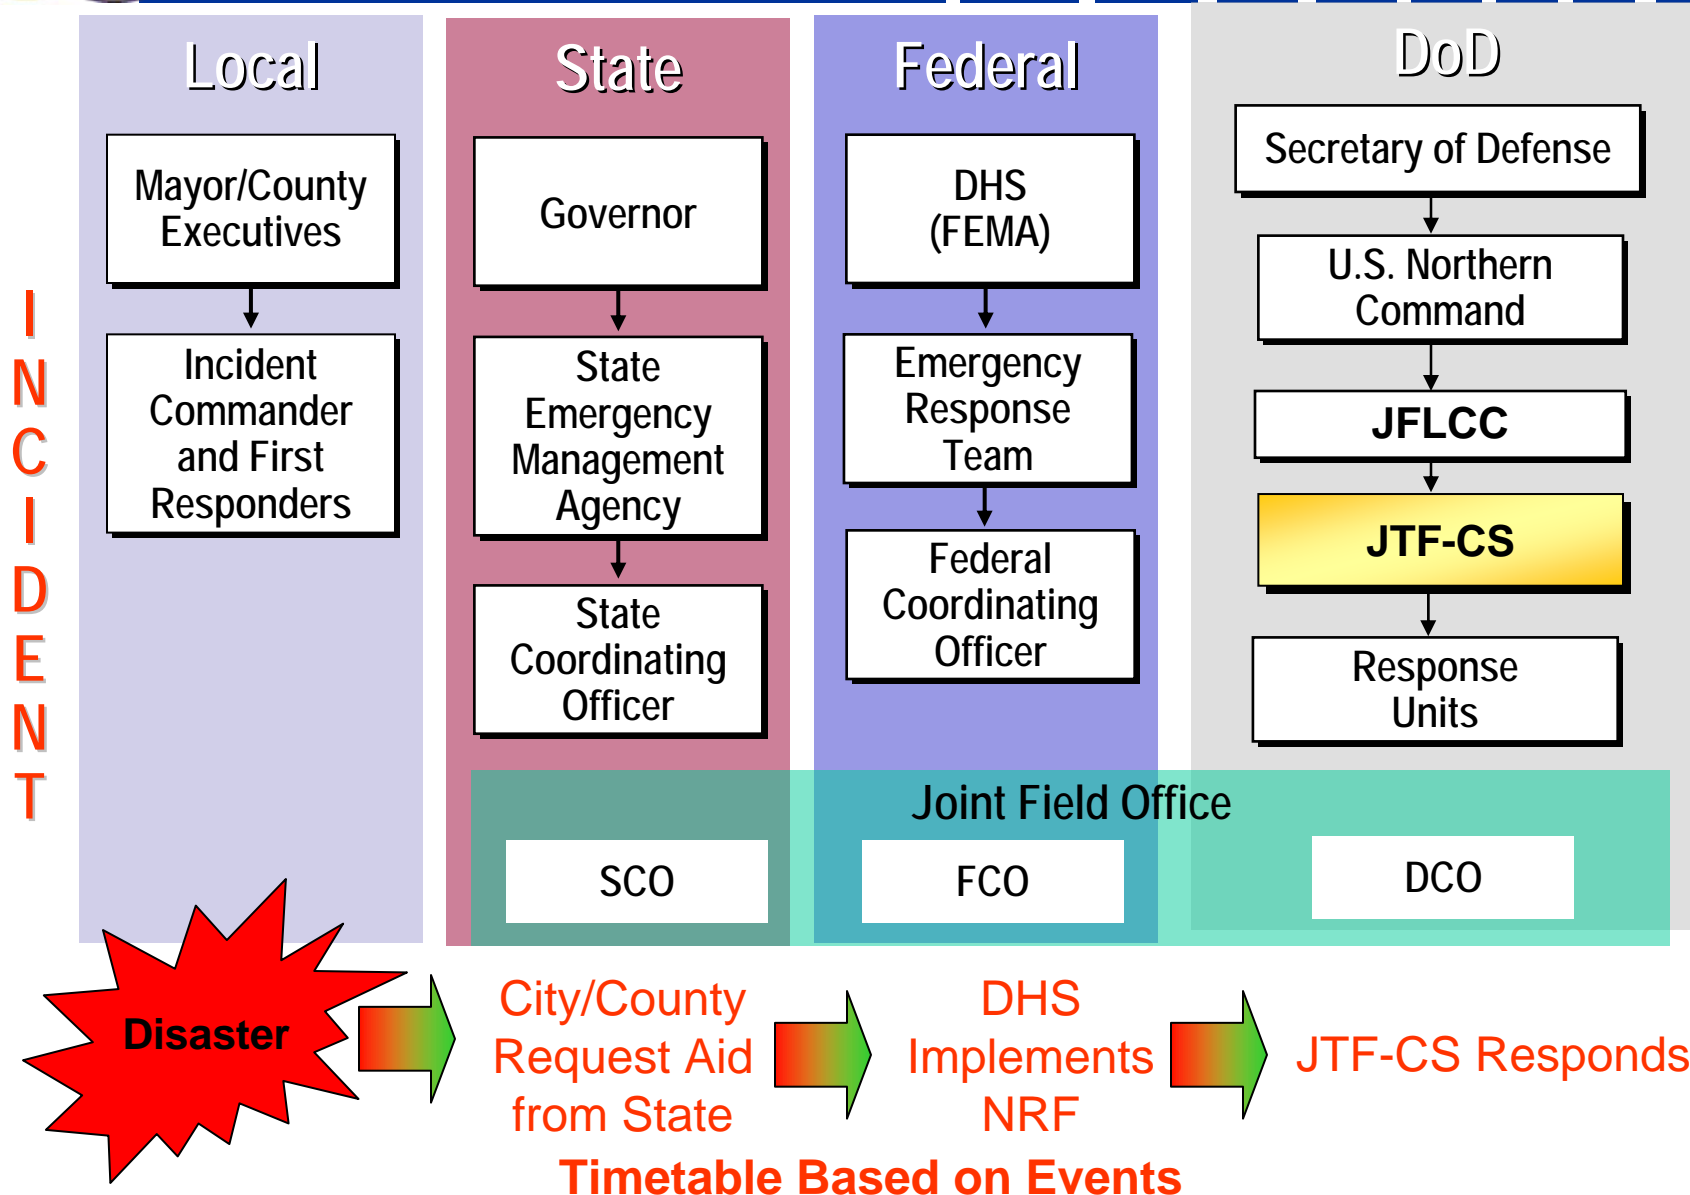 Local
Mayor/County
Executives
Incident
Commander
and First
Responders
State
Governor
State
Emergency
Management
Agency
State
Coordinating
Officer
Federal
DHS
(FEMA)
Emergency
Response
Team
Federal
Coordinating
Officer
DoD
Secretary of Defense
U.S. Northern
Command
JFLCC
JTF-CS
Response
Units
INCIDENT
Joint Field Office
SCO
FCO
DCO
Disaster
City/County
Request Aid
from State
DHS
Implements
NRF
JTF-CS Responds
Timetable Based on Events